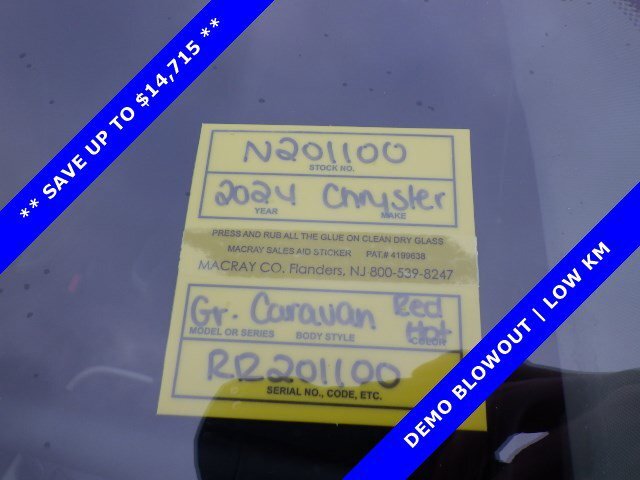 ** SAVE UP TO $14,715 **
N201100
STOCK NO.
2024 Chrysler
YEAR MAKE
PRESS AND RUB ALL THE GLUE ON CLEAN DRY GLASS
MACRAY SALES AID STICKER PAT.# 4199638
MACRAY CO. Flanders, NJ 800-539-8247
Gr. Caravan Red Hot
MODEL OR SERIES BODY STYLE COLOR
RR201100
SERIAL NO., CODE, ETC.
DEMO BLOWOUT | LOW KM